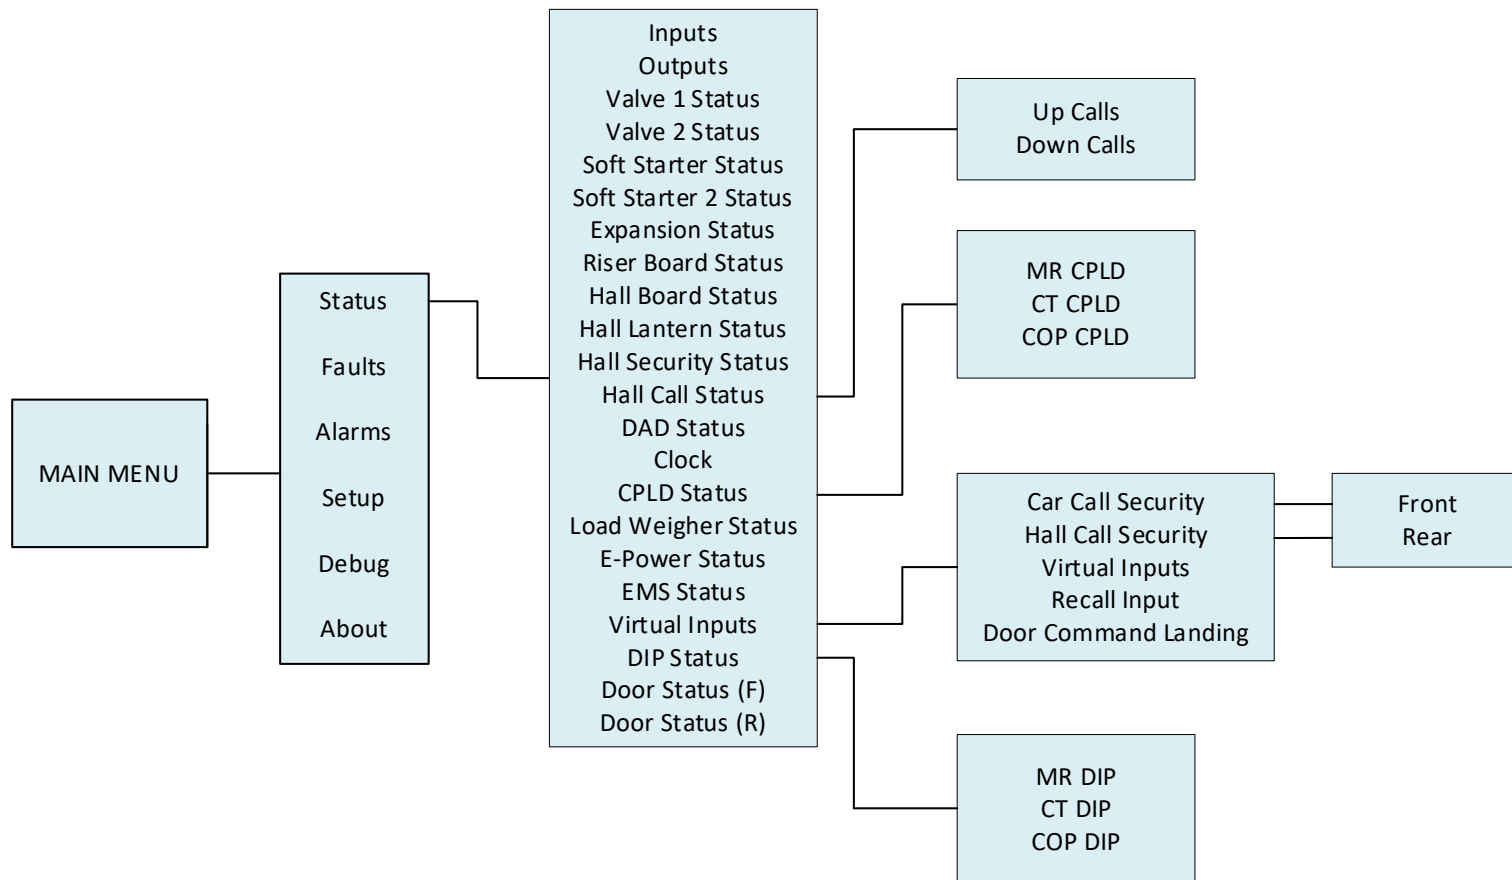 MAIN MENU
Status
Faults
Alarms
Setup
Debug
About
Inputs
Outputs
Valve 1 Status
Valve 2 Status
Soft Starter Status
Soft Starter 2 Status
Expansion Status
Riser Board Status
Hall Board Status
Hall Lantern Status
Hall Security Status
Hall Call Status
DAD Status
Clock
CPLD Status
Load Weigher Status
E-Power Status
EMS Status
Virtual Inputs
DIP Status
Door Status (F)
Door Status (R)
Up Calls
Down Calls
MR CPLD
CT CPLD
COP CPLD
Car Call Security
Hall Call Security
Virtual Inputs
Recall Input
Door Command Landing
Front
Rear
MR DIP
CT DIP
COP DIP